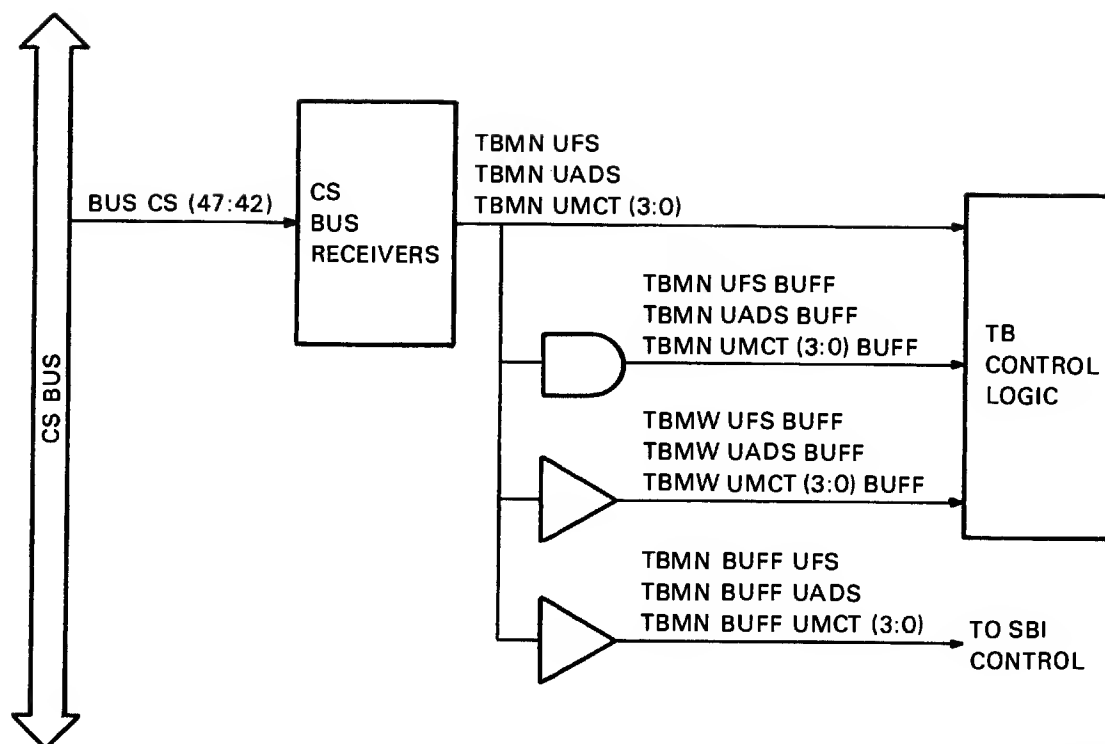 CS BUS
BUS CS (47:42)
CS
BUS
RECEIVERS
TBMN UFS
TBMN UADS
TBMN UMCT (3:0)
TBMN UFS BUFF
TBMN UADS BUFF
TBMN UMCT (3:0) BUFF
TBMW UFS BUFF
TBMW UADS BUFF
TBMW UMCT (3:0) BUFF
TBMN BUFF UFS
TBMN BUFF UADS
TBMN BUFF UMCT (3:0)
TB
CONTROL
LOGIC
TO SBI
CONTROL